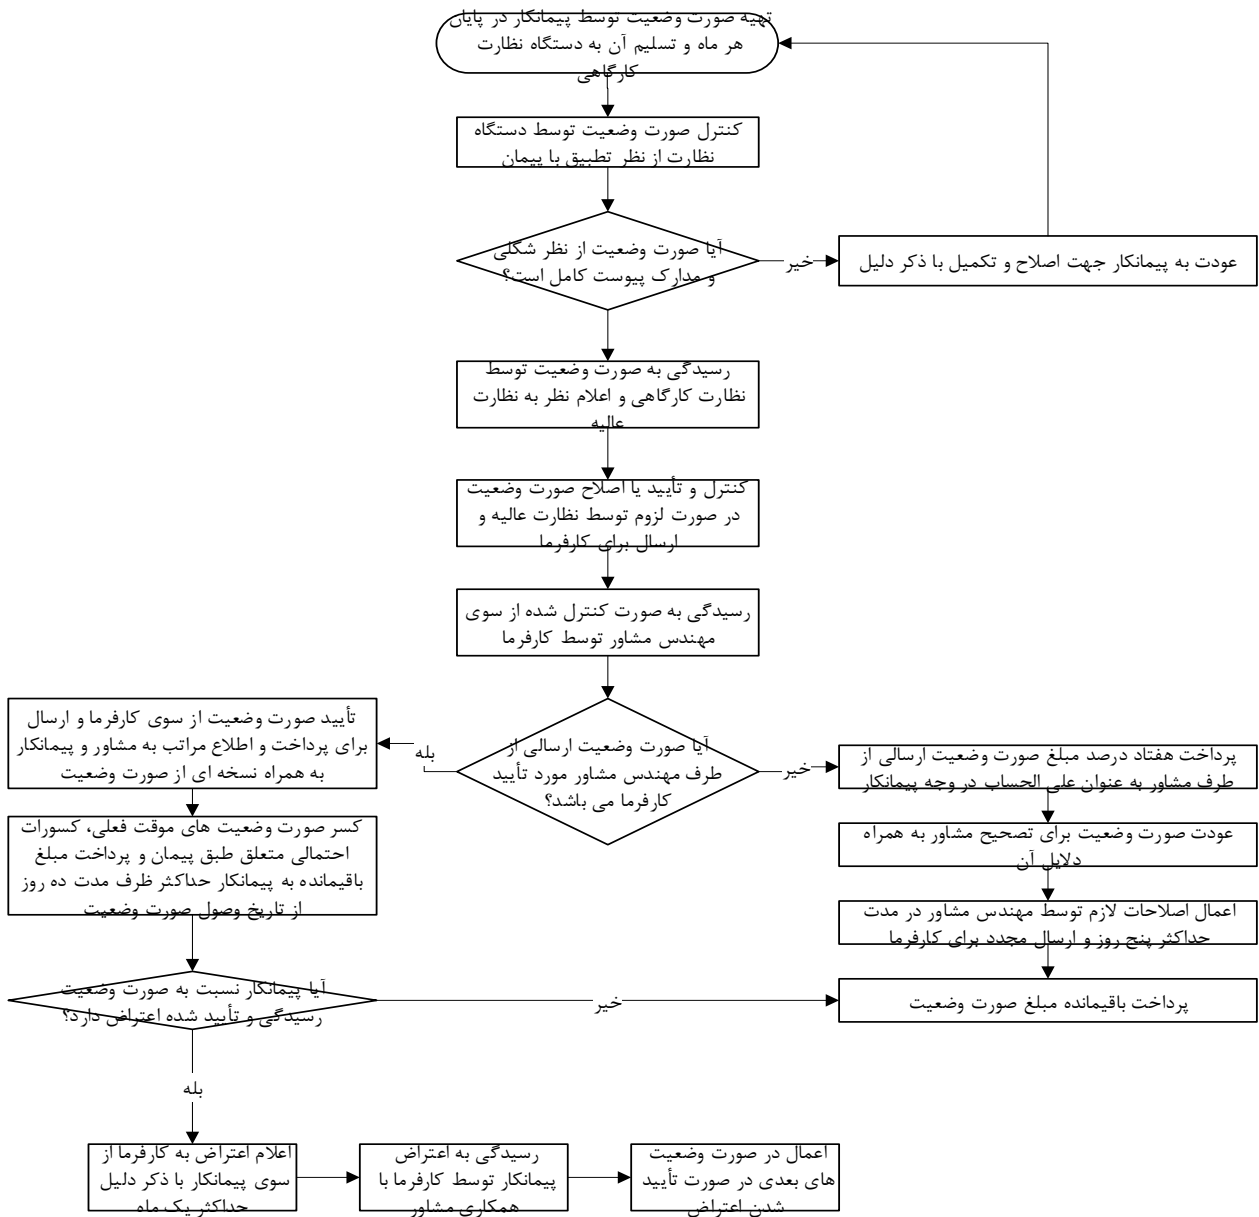 تهیه صورت وضعیت توسط پیمانکار در پایان
هر ماه و تسلیم آن به دستگاه نظارت
کارگاهی
کنترل صورت وضعیت توسط دستگاه
نظارت از نظر تطبیق با پیمان
آیا صورت وضعیت از نظر شکلی
و مدارک پیوست کامل است؟
خیر
عودت به پیمانکار جهت اصلاح و تکمیل با ذکر دلیل
رسیدگی به صورت وضعیت توسط
نظارت کارگاهی و اعلام نظر به نظارت
عالیه
کنترل و تأیید یا اصلاح صورت وضعیت
در صورت لزوم توسط نظارت عالیه و
ارسال برای کارفرما
رسیدگی به صورت کنترل شده از سوی
مهندس مشاور توسط کارفرما
آیا صورت وضعیت ارسالی از
طرف مهندس مشاور مورد تأیید
کارفرما می باشد؟
خیر
پرداخت هفتاد درصد مبلغ صورت وضعیت ارسالی از
طرف مشاور به عنوان علی الحساب در وجه پیمانکار
عودت صورت وضعیت برای تصحیح مشاور به همراه
دلایل آن
اعمال اصلاحات لازم توسط مهندس مشاور در مدت
حداکثر پنج روز و ارسال مجدد برای کارفرما
پرداخت باقیمانده مبلغ صورت وضعیت
بله
تأیید صورت وضعیت از سوی کارفرما و ارسال
برای پرداخت و اطلاع مراتب به مشاور و پیمانکار
به همراه نسخه ای از صورت وضعیت
کسر صورت وضعیت های موقت فعلی، کسورات
احتمالی متعلق طبق پیمان و پرداخت مبلغ
باقیمانده به پیمانکار حداکثر ظرف مدت ده روز
از تاریخ وصول صورت وضعیت
آیا پیمانکار نسبت به صورت وضعیت
رسیدگی و تأیید شده اعتراض دارد؟
خیر
بله
اعلام اعتراض به کارفرما از
سوی پیمانکار با ذکر دلیل
حداکثر یک ماه
رسیدگی به اعتراض
پیمانکار توسط کارفرما با
همکاری مشاور
اعمال در صورت وضعیت
های بعدی در صورت تأیید
شدن اعتراض